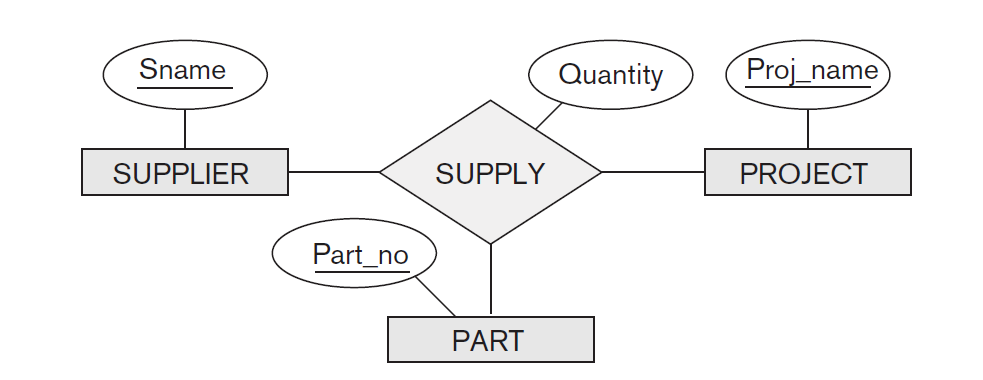 Sname
Quantity
Proj_name
SUPPLIER
SUPPLY
PROJECT
Part_no
PART